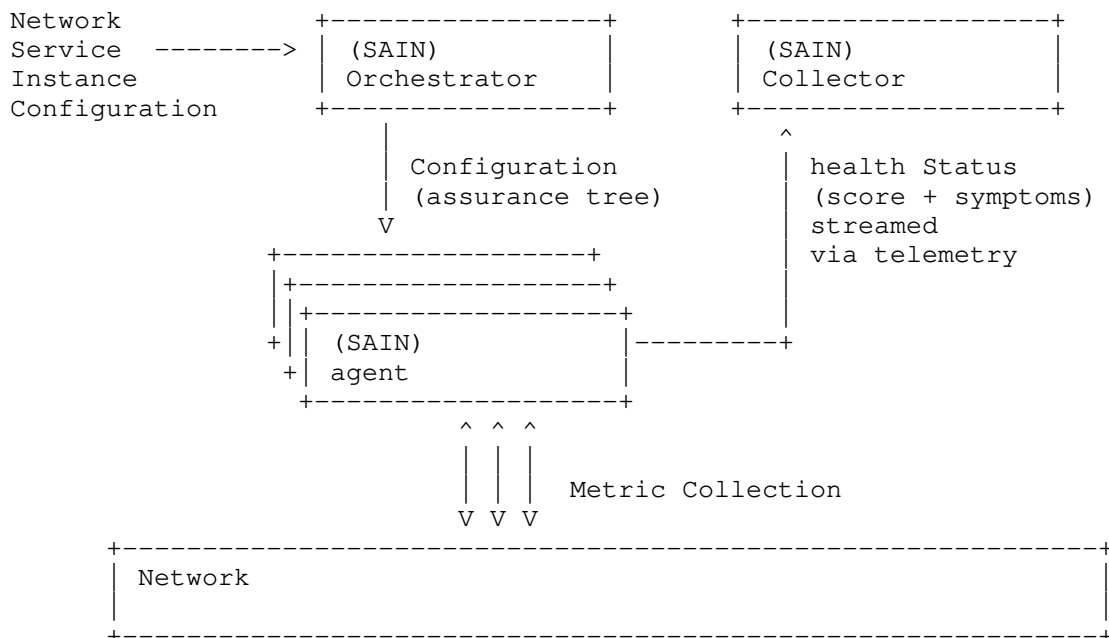 Network
Service --------> (SAIN) (SAIN)
Instance Orchestrator Collector
Configuration
Configuration health Status
(assurance tree) (score + symptoms)
streamed
via telemetry
(SAIN)
agent
Metric Collection
Network